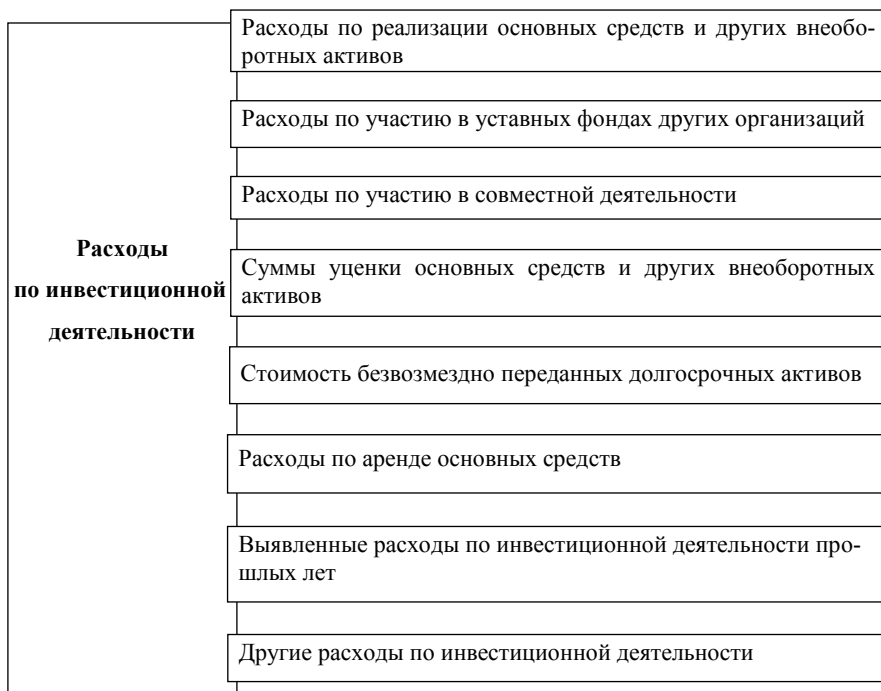 Расходы по реализации основных средств и других внеобо-
ротных активов
Расходы по участию в уставных фондах других организаций
Расходы по участию в совместной деятельности
Расходы
по инвестиционной
деятельности
Суммы уценки основных средств и других внеоборотных
активов
Стоимость безвозмездно переданных долгосрочных активов
Расходы по аренде основных средств
Выявленные расходы по инвестиционной деятельности про-
шлых лет
Другие расходы по инвестиционной деятельности